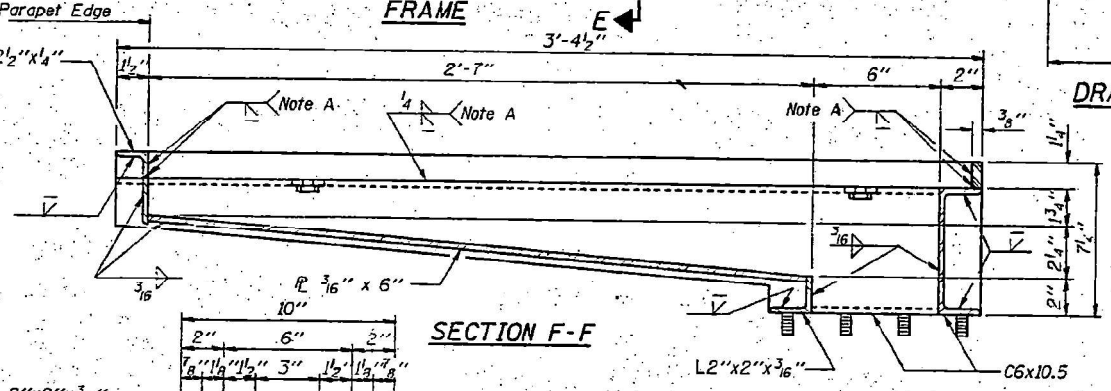 Parapet Edge
FRAME
E
3'-4½"
2½"x¼"
1½"
2'-7"
6"
2"
DRA
Note A
¼
Note A
Note A
3/8"
1¼"
1¾"
2¼"
7¼"
2"
3/16
3/16
PL 3/16" x 6"
10"
SECTION F-F
2" 6" 2"
7/8" 1⅛" 1½" 3" 1½" 1⅛" 7/8"
L2"x2"x3/16"
C6x10.5